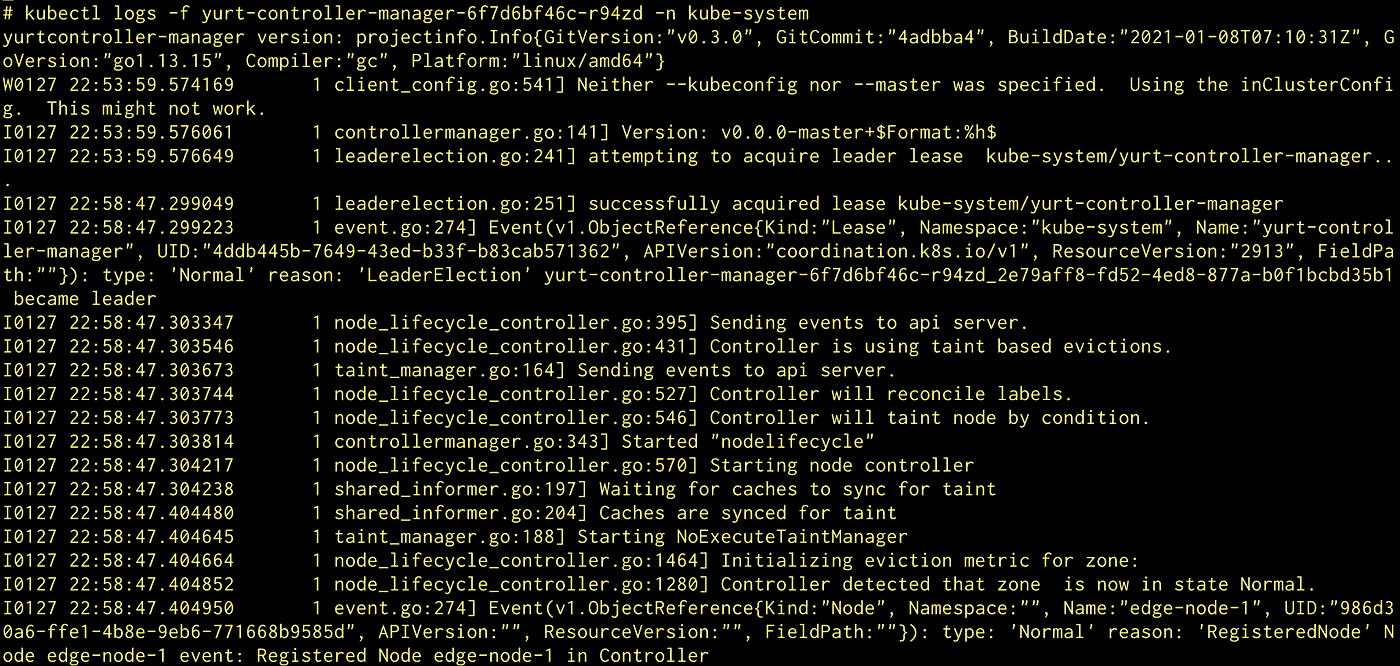 # kubectl logs -f yurt-controller-manager-6f7d6bf46c-r94zd -n kube-system
yurtcontroller-manager version: projectinfo.Info{GitVersion:"v0.3.0", GitCommit:"4adbba4", BuildDate:"2021-01-08T07:10:31Z", G
oVersion:"go1.13.15", Compiler:"gc", Platform:"linux/amd64"}
W0127 22:53:59.574169       1 client_config.go:541] Neither --kubeconfig nor --master was specified.  Using the inClusterConfi
g.  This might not work.
I0127 22:53:59.576061       1 controllermanager.go:141] Version: v0.0.0-master+$Format:%h$
I0127 22:53:59.576649       1 leaderelection.go:241] attempting to acquire leader lease  kube-system/yurt-controller-manager..
.
I0127 22:58:47.299049       1 leaderelection.go:251] successfully acquired lease kube-system/yurt-controller-manager
I0127 22:58:47.299223       1 event.go:274] Event(v1.ObjectReference{Kind:"Lease", Namespace:"kube-system", Name:"yurt-control
ler-manager", UID:"4ddb445b-7649-43ed-b33f-b83cab571362", APIVersion:"coordination.k8s.io/v1", ResourceVersion:"2913", FieldPa
th:""}): type: 'Normal' reason: 'LeaderElection' yurt-controller-manager-6f7d6bf46c-r94zd_2e79aff8-fd52-4ed8-877a-b0f1bcbd35b1
 became leader
I0127 22:58:47.303347       1 node_lifecycle_controller.go:395] Sending events to api server.
I0127 22:58:47.303546       1 node_lifecycle_controller.go:431] Controller is using taint based evictions.
I0127 22:58:47.303673       1 taint_manager.go:164] Sending events to api server.
I0127 22:58:47.303744       1 node_lifecycle_controller.go:527] Controller will reconcile labels.
I0127 22:58:47.303773       1 node_lifecycle_controller.go:546] Controller will taint node by condition.
I0127 22:58:47.303814       1 controllermanager.go:343] Started "nodelifecycle"
I0127 22:58:47.304217       1 node_lifecycle_controller.go:570] Starting node controller
I0127 22:58:47.304238       1 shared_informer.go:197] Waiting for caches to sync for taint
I0127 22:58:47.404480       1 shared_informer.go:204] Caches are synced for taint
I0127 22:58:47.404645       1 taint_manager.go:188] Starting NoExecuteTaintManager
I0127 22:58:47.404664       1 node_lifecycle_controller.go:1464] Initializing eviction metric for zone:
I0127 22:58:47.404852       1 node_lifecycle_controller.go:1280] Controller detected that zone  is now in state Normal.
I0127 22:58:47.404950       1 event.go:274] Event(v1.ObjectReference{Kind:"Node", Namespace:"", Name:"edge-node-1", UID:"986d3
0a6-ffe1-4b8e-9eb6-771668b9585d", APIVersion:"", ResourceVersion:"", FieldPath:""}): type: 'Normal' reason: 'RegisteredNode' N
ode edge-node-1 event: Registered Node edge-node-1 in Controller